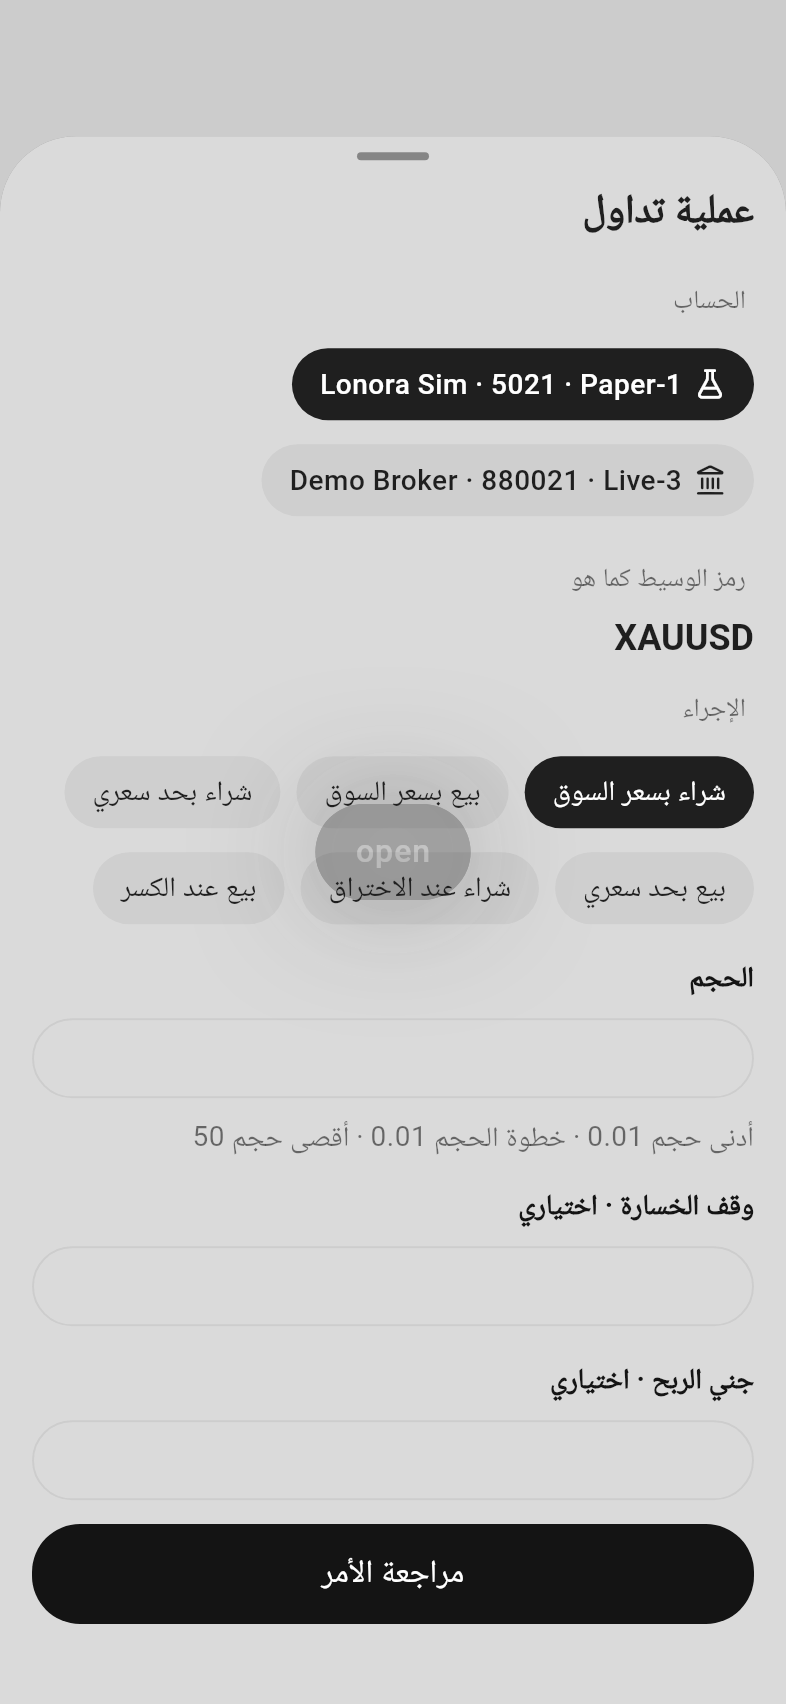 عملية تداول
الحساب
Lonora Sim · 5021 · Paper-1
Demo Broker · 880021 · Live-3
رمز الوسيط كما هو
XAUUSD
الإجراء
شراء بسعر السوق بيع بسعر السوق شراء بحد سعري
open
بيع بحد سعري شراء عند الاختراق بيع عند الكسر
الحجم
أدنى حجم 0.01 · خطوة الحجم 0.01 · أقصى حجم 50
وقف الخسارة · اختياري
جني الربح · اختياري
مراجعة الأمر